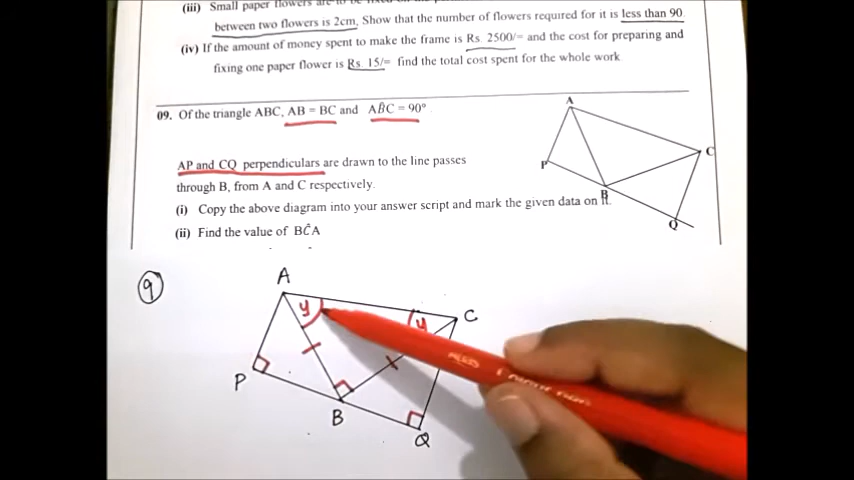 (iii) Small paper flowers are to be fixed on the
between two flowers is 2cm, Show that the number of flowers required for it is less than 90
(iv) If the amount of money spent to make the frame is Rs. 2500/= and the cost for preparing and
fixing one paper flower is Rs. 15/= find the total cost spent for the whole work
09. Of the triangle ABC, AB = BC and AB̂C = 90°
AP and CQ perpendiculars are drawn to the line passes
through B, from A and C respectively.
(i) Copy the above diagram into your answer script and mark the given data on it.
(ii) Find the value of BĈA
A
C
P
B
Q
9
A
y
y
C
P
B
Q